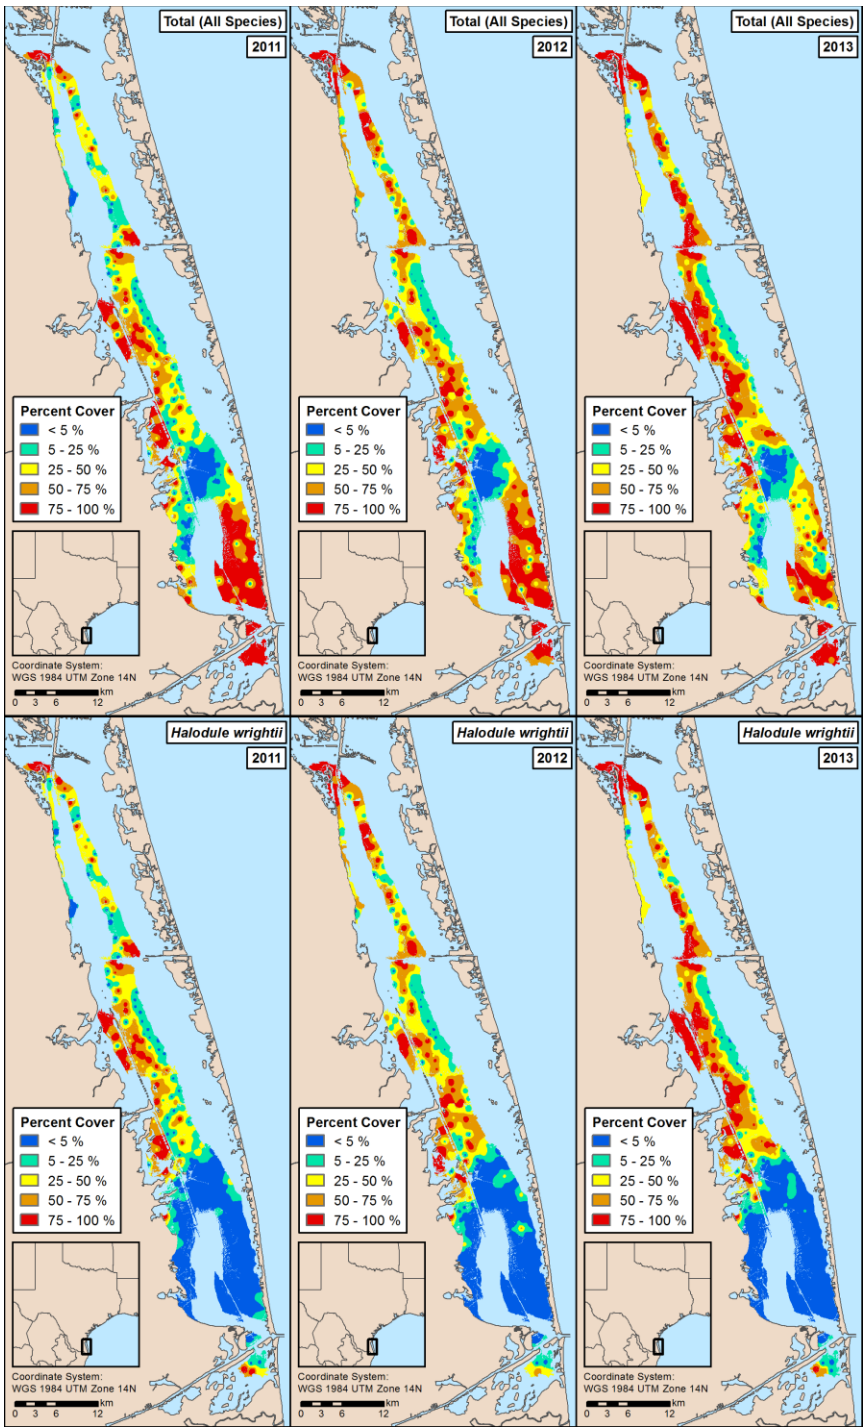 Total (All Species)
2011
Percent Cover
< 5 %
5 - 25 %
25 - 50 %
50 - 75 %
75 - 100 %
Coordinate System:
WGS 1984 UTM Zone 14N
km
0 3 6 12
Total (All Species)
2012
Percent Cover
< 5 %
5 - 25 %
25 - 50 %
50 - 75 %
75 - 100 %
Coordinate System:
WGS 1984 UTM Zone 14N
km
0 3 6 12
Total (All Species)
2013
Percent Cover
< 5 %
5 - 25 %
25 - 50 %
50 - 75 %
75 - 100 %
Coordinate System:
WGS 1984 UTM Zone 14N
km
0 3 6 12
Halodule wrightii
2011
Percent Cover
< 5 %
5 - 25 %
25 - 50 %
50 - 75 %
75 - 100 %
Coordinate System:
WGS 1984 UTM Zone 14N
km
0 3 6 12
Halodule wrightii
2012
Percent Cover
< 5 %
5 - 25 %
25 - 50 %
50 - 75 %
75 - 100 %
Coordinate System:
WGS 1984 UTM Zone 14N
km
0 3 6 12
Halodule wrightii
2013
Percent Cover
< 5 %
5 - 25 %
25 - 50 %
50 - 75 %
75 - 100 %
Coordinate System:
WGS 1984 UTM Zone 14N
km
0 3 6 12